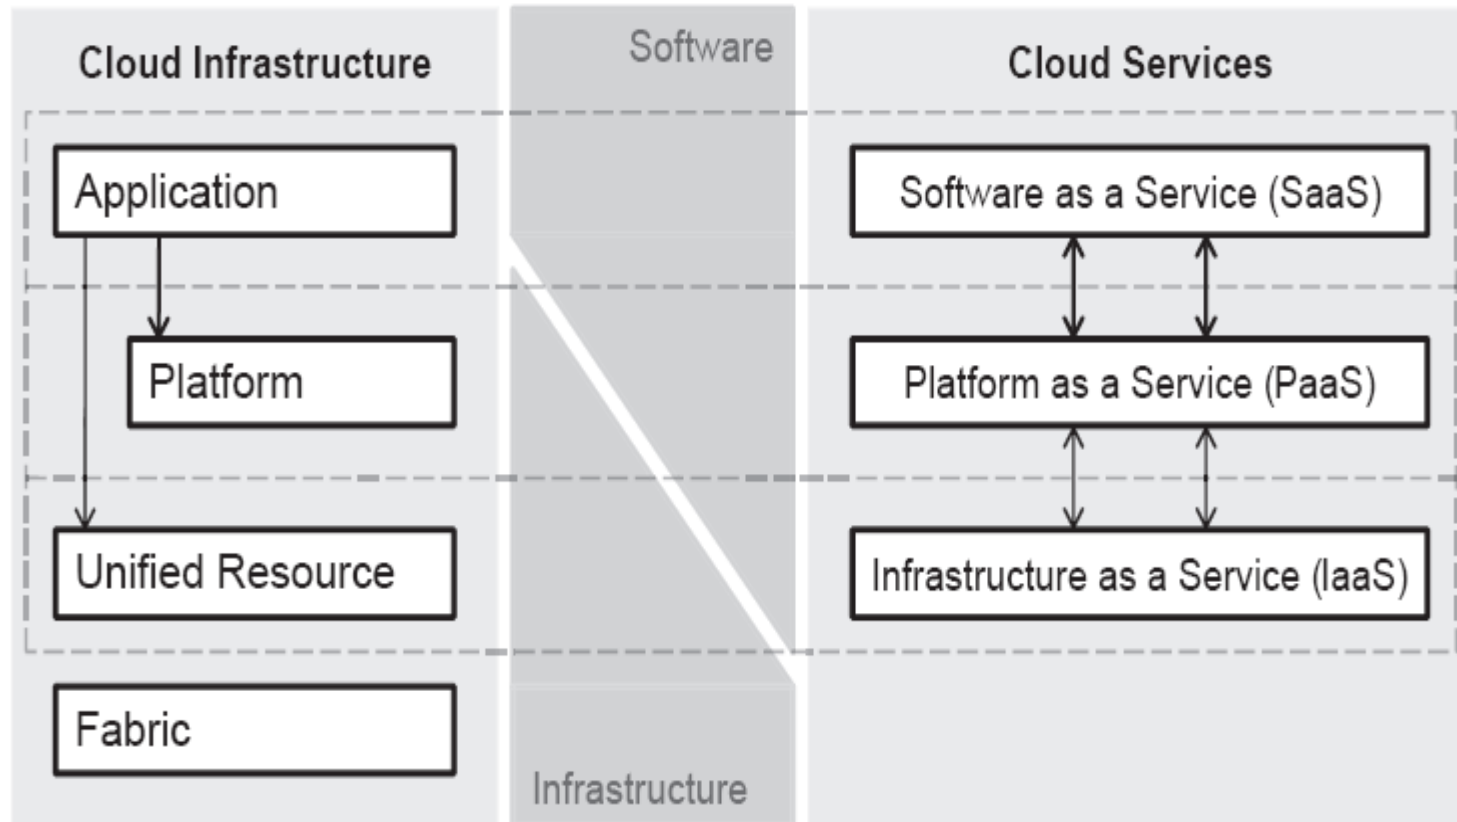 Cloud Infrastructure
Software
Cloud Services
Application
Software as a Service (SaaS)
Platform
Platform as a Service (PaaS)
Unified Resource
Infrastructure as a Service (IaaS)
Fabric
Infrastructure